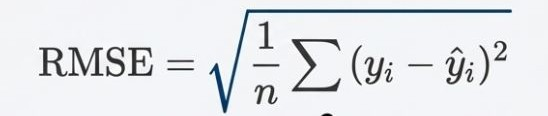 RMSE = √(1/n ∑ (yᵢ − ŷᵢ)²)